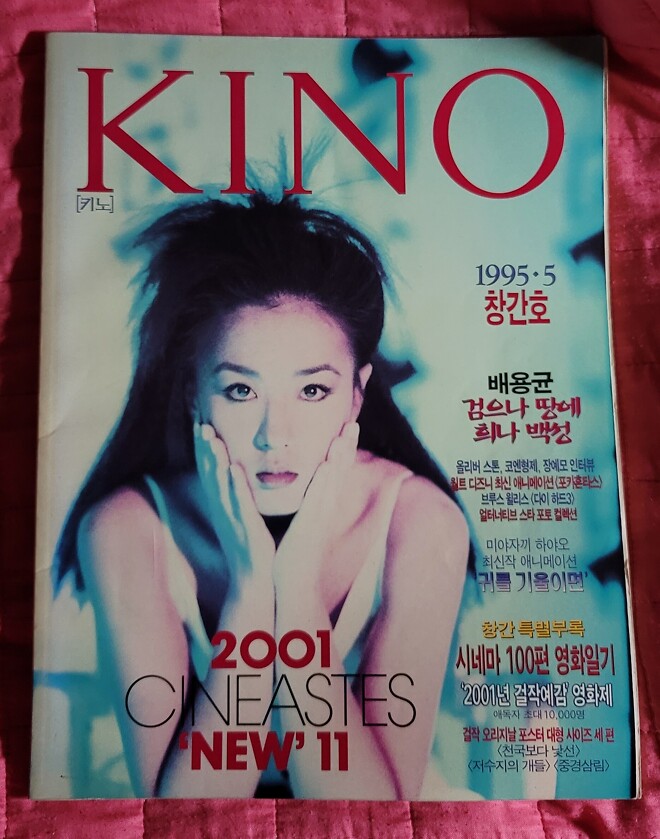 KINO
[키노]
1995·5
창간호
배용균
검으나 땅에
희나 백성
올리버 스톤, 코엔형제, 장예모 인터뷰
월트 디즈니 최신 애니메이션 〈포카혼타스〉
브루스 윌리스 〈다이 하드3〉
얼터너티브 스타 포토 컬렉션
미야자끼 하야오
최신작 애니메이션
'귀를 기울이면'
창간 특별부록
시네마 100편 영화일기
'2001년 걸작예감' 영화제
애독자 초대 10,000명
걸작 오리지날 포스터 대형 사이즈 세 편
〈천국보다 낯선〉
〈저수지의 개들〉 〈중경삼림〉
2001
CINEASTES
'NEW' 11